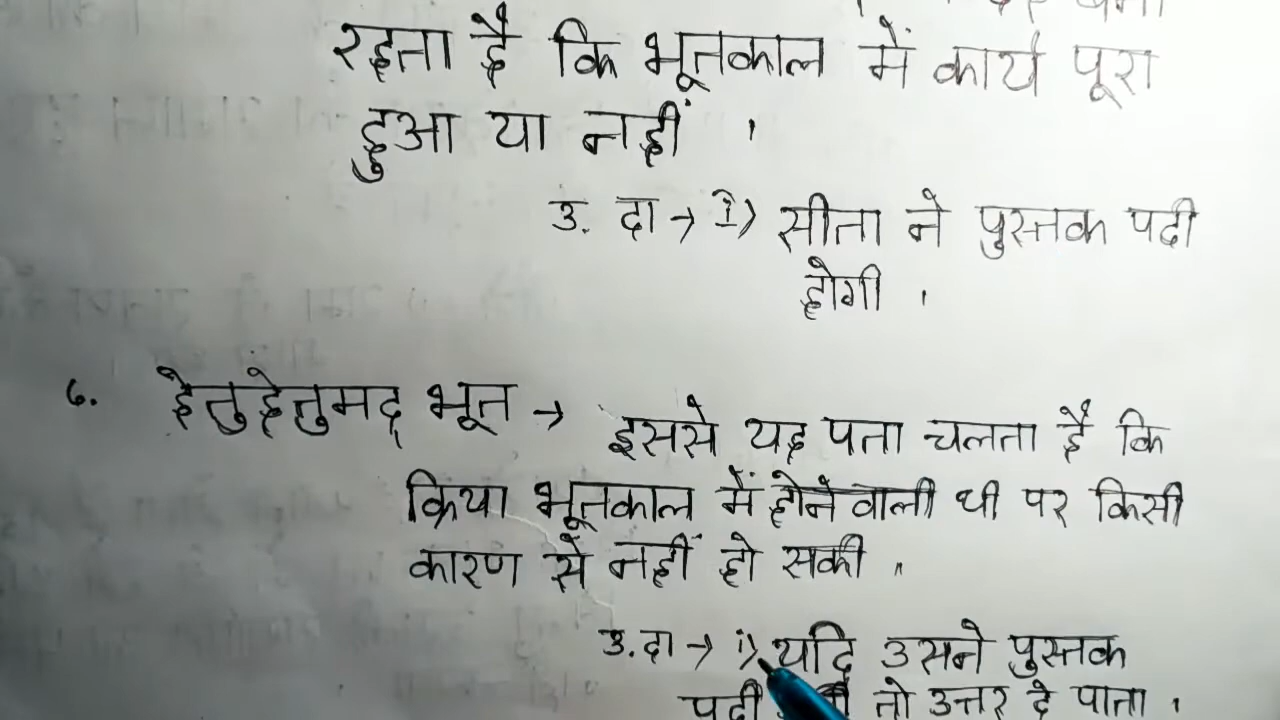 रहता है कि भूतकाल में कार्य पूरा
हुआ या नहीं ।
उ. दा → i) सीता ने पुस्तक पढी
होगी ।
6. हेतुहेतुमद् भूत → इससे यह पता चलता है कि
क्रिया भूतकाल में होने वाली थी पर किसी
कारण से नहीं हो सकी ।
उ.दा → i) यदि उसने पुस्तक
पढी तो उत्तर दे पाता ।